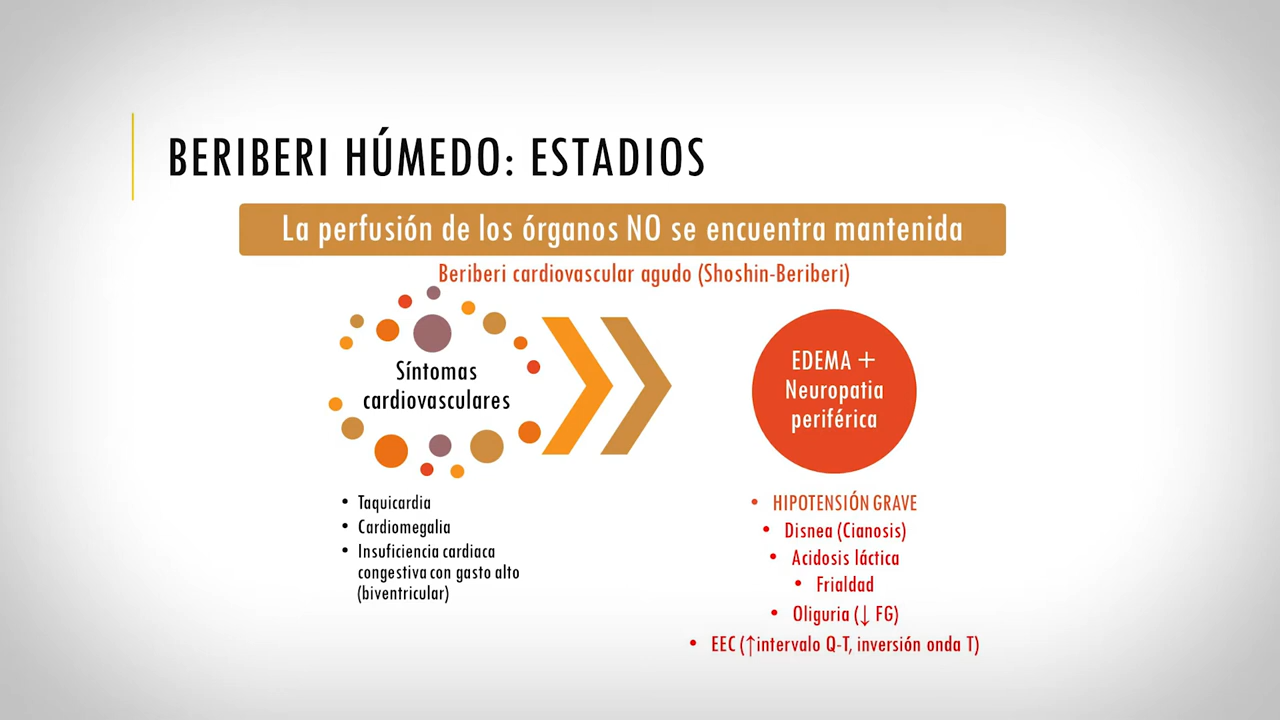 BERIBERI HÚMEDO: ESTADIOS
La perfusión de los órganos NO se encuentra mantenida
Beriberi cardiovascular agudo (Shoshin-Beriberi)
Síntomas
cardiovasculares
EDEMA +
Neuropatia
periférica
• Taquicardia
• Cardiomegalia
• Insuficiencia cardiaca
congestiva con gasto alto
(biventricular)
• HIPOTENSIÓN GRAVE
• Disnea (Cianosis)
• Acidosis láctica
• Frialdad
• Oliguria (↓ FG)
• EEC (↑intervalo Q-T, inversión onda T)